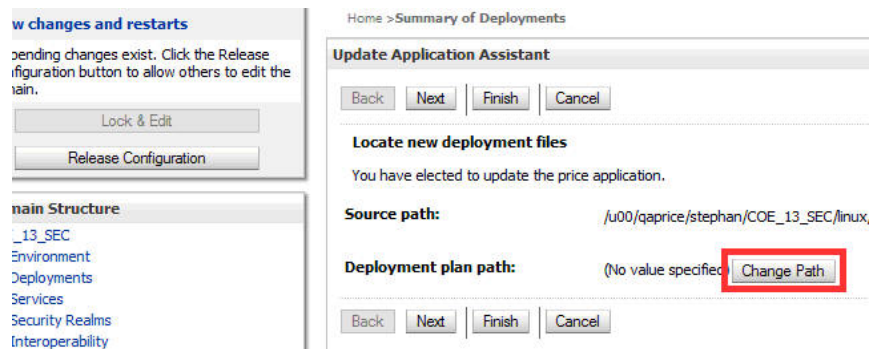 w changes and restarts
pending changes exist. Click the Release
nfiguration button to allow others to edit the
main.
Lock & Edit
Release Configuration
main Structure
_13_SEC
Environment
Deployments
Services
Security Realms
Interoperability
Home >Summary of Deployments
Update Application Assistant
Back Next Finish Cancel
Locate new deployment files
You have elected to update the price application.
Source path: /u00/qaprice/stephan/COE_13_SEC/linux/
Deployment plan path: (No value specified) Change Path
Back Next Finish Cancel